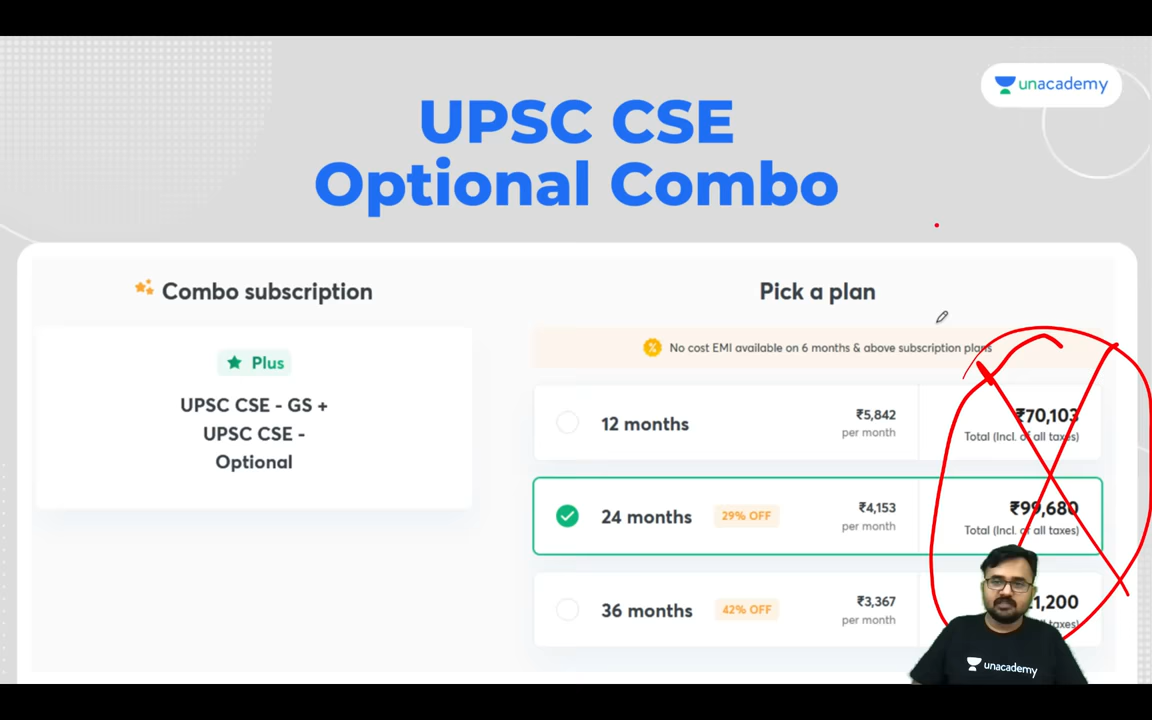 unacademy
UPSC CSE
Optional Combo
Combo subscription
Plus
UPSC CSE - GS +
UPSC CSE -
Optional
Pick a plan
No cost EMI available on 6 months & above subscription plans
12 months
₹5,842
per month
₹70,103
Total (Incl. of all taxes)
24 months
29% OFF
₹4,153
per month
₹99,680
Total (Incl. of all taxes)
36 months
42% OFF
₹3,367
per month
1,200
taxes)
unacademy